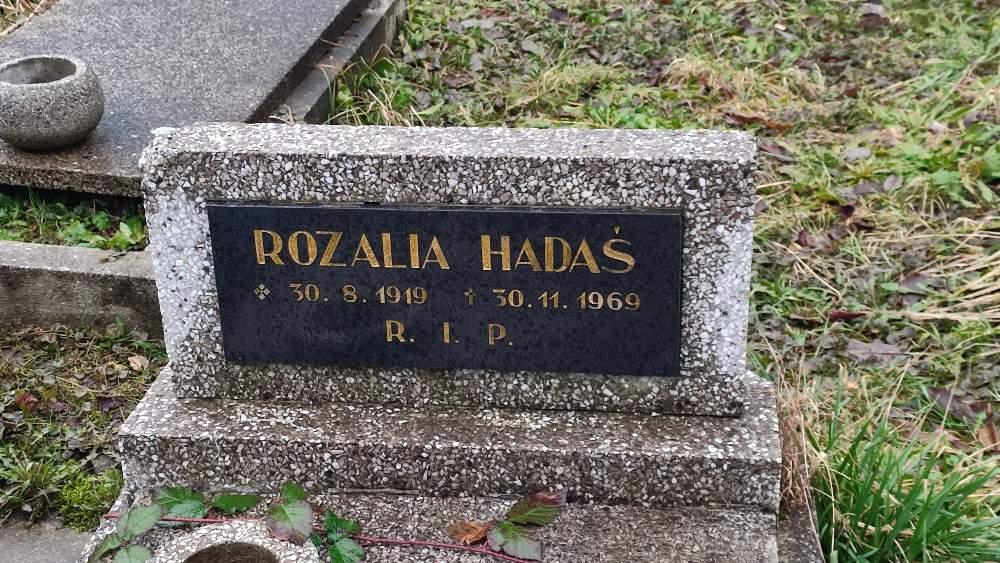 ROZALIA HADAŚ
30. 8. 1919 † 30. 11. 1969
R. I. P.